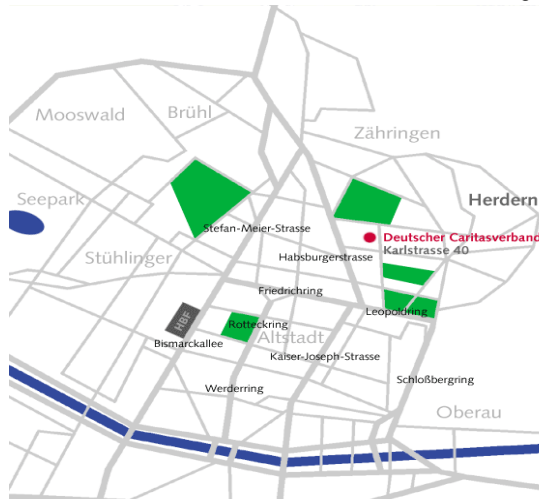 Mooswald
Brühl
Zähringen
Seepark
Herdern
Stefan-Meier-Strasse
Deutscher Caritasverband
Karlstrasse 40
Stühlinger
Habsburgerstrasse
Friedrichring
Leopoldring
HBF
Rotteckring
Altstadt
Bismarckallee
Kaiser-Joseph-Strasse
Werderring
Schloßbergring
Oberau